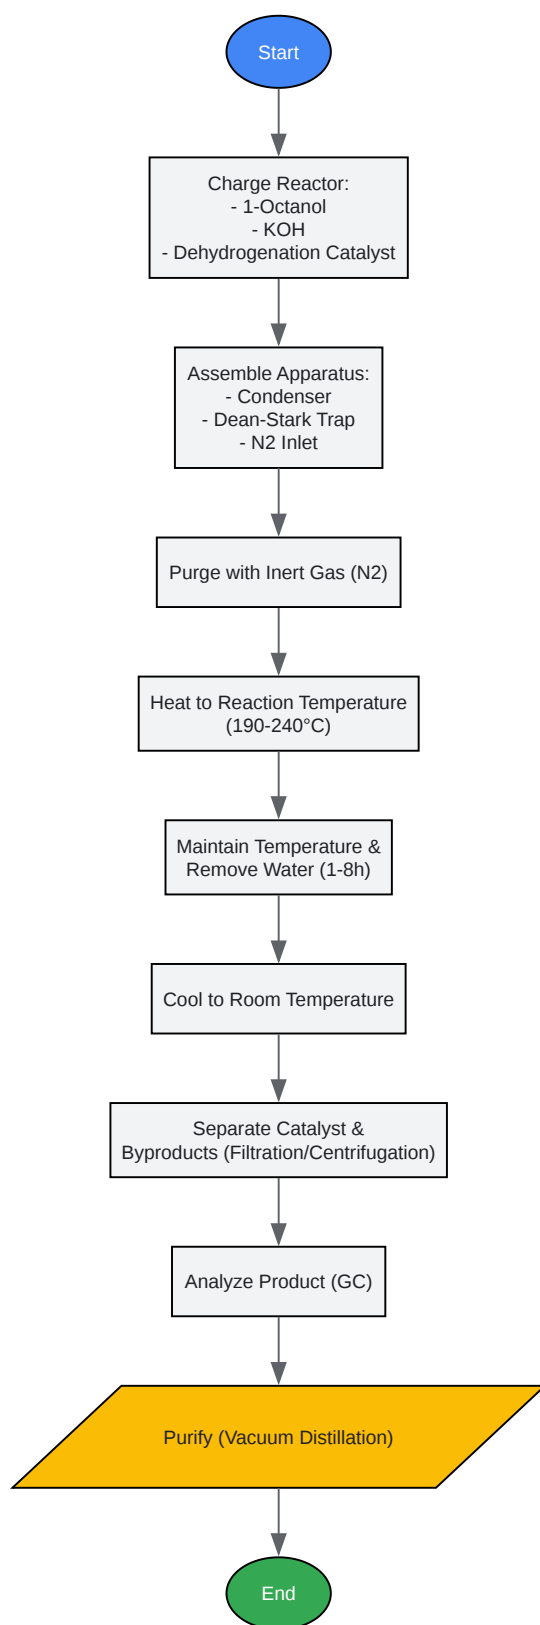 Start
Charge Reactor:
- 1-Octanol
- KOH
- Dehydrogenation Catalyst
Assemble Apparatus:
- Condenser
- Dean-Stark Trap
- N2 Inlet
Purge with Inert Gas (N2)
Heat to Reaction Temperature
(190-240°C)
Maintain Temperature &
Remove Water (1-8h)
Cool to Room Temperature
Separate Catalyst &
Byproducts (Filtration/Centrifugation)
Analyze Product (GC)
Purify (Vacuum Distillation)
End